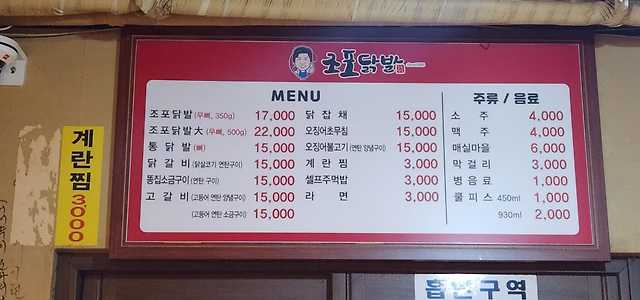 조포닭발
MENU
조포닭발 (무뼈, 350g) 17,000
조포닭발大 (무뼈, 500g) 22,000
통닭발 (뼈) 15,000
닭갈비 (닭살코기 연탄구이) 15,000
똥집소금구이 (연탄 구이) 15,000
고갈비 (고등어 연탄 양념구이) 15,000
(고등어 연탄 소금구이) 15,000
닭잡채 15,000
오징어초무침 15,000
오징어불고기 (연탄 양념구이) 15,000
계란찜 3,000
셀프주먹밥 3,000
라면 3,000
주류 / 음료
소주 4,000
맥주 4,000
매실마을 6,000
막걸리 3,000
병음료 1,000
쿨피스 450ml 1,000
930ml 2,000
계란찜
3000
흡연구역